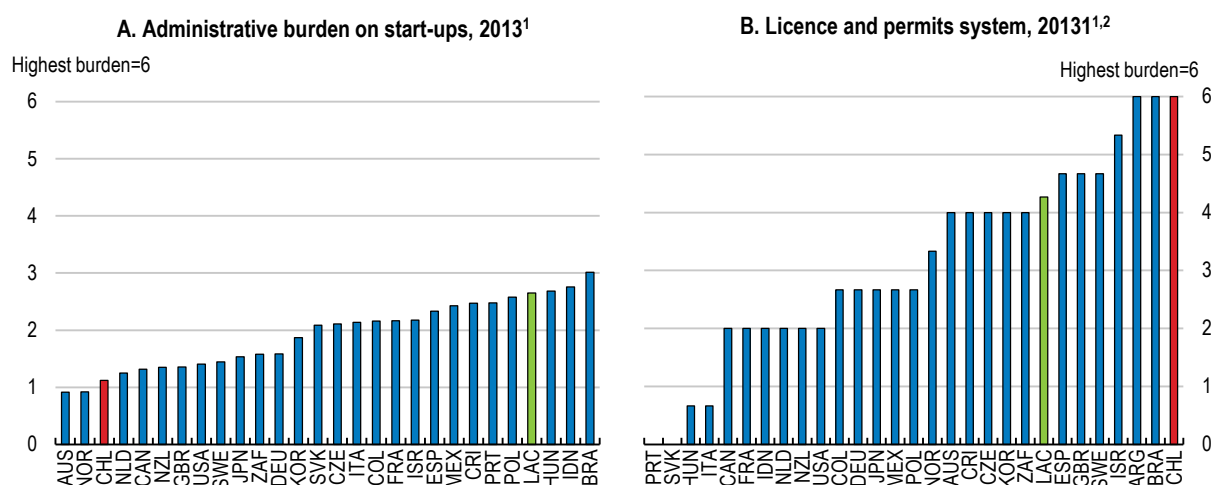 A. Administrative burden on start-ups, 2013¹
Highest burden=6
6
5
4
3
2
1
0
AUS NOR CHL NLD CAN NZL GBR USA SWE JPN ZAF DEU KOR SVK CZE ITA COL FRA ISR ESP MEX CRI PRT POL LAC HUN IDN BRA
B. Licence and permits system, 20131¹,²
Highest burden=6
6
5
4
3
2
1
0
PRT SVK HUN ITA CAN FRA IDN NLD NZL USA COL DEU JPN MEX POL NOR AUS CRI CZE KOR ZAF LAC ESP GBR SWE ISR ARG BRA CHL